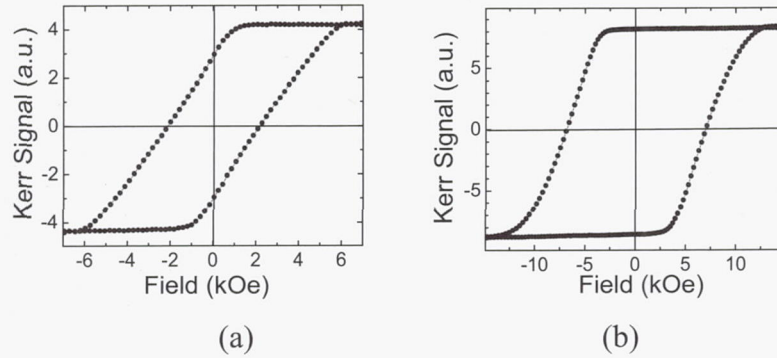 Kerr Signal (a.u.)
4
2
0
-2
-4
-6 -4 -2 0 2 4 6
Field (kOe)
(a)
Kerr Signal (a.u.)
5
0
-5
-10 -5 0 5 10
Field (kOe)
(b)